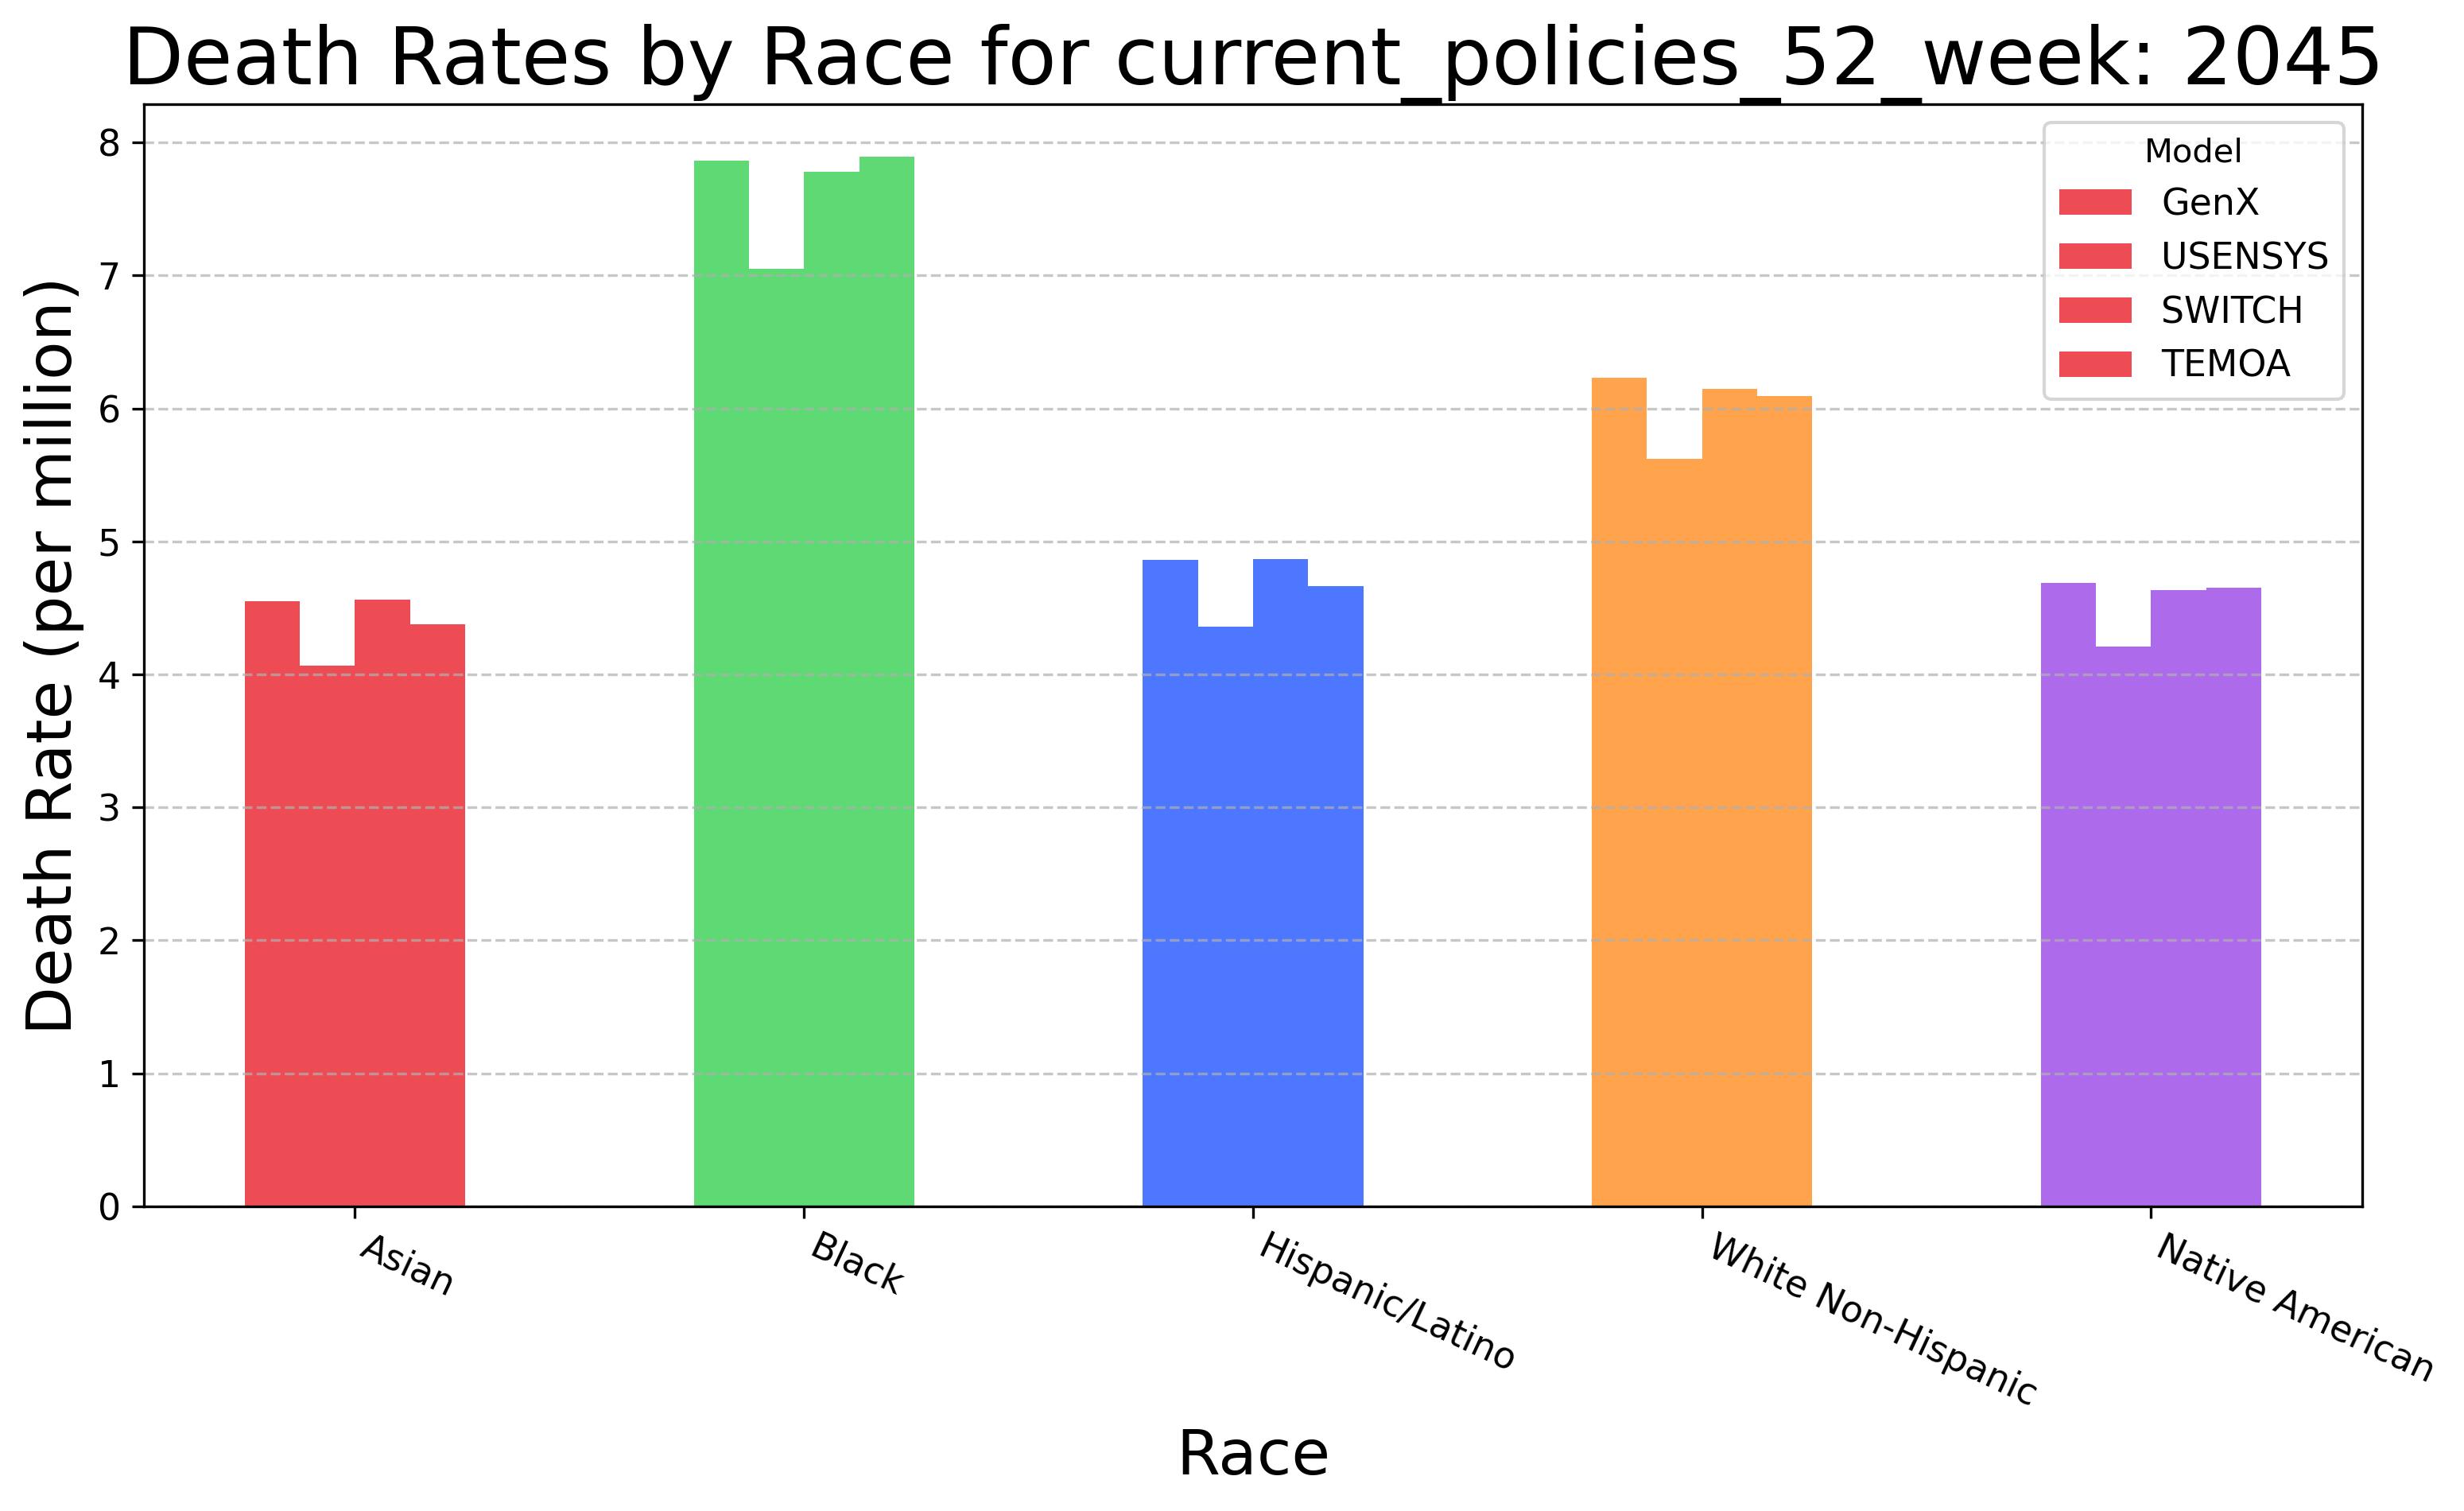 Death Rates by Race for current_policies_52_week: 2045
Death Rate (per million)
8
7
6
5
4
3
2
1
0
Model
GenX
USENSYS
SWITCH
TEMOA
Asian
Black
Hispanic/Latino
White Non-Hispanic
Native American
Race